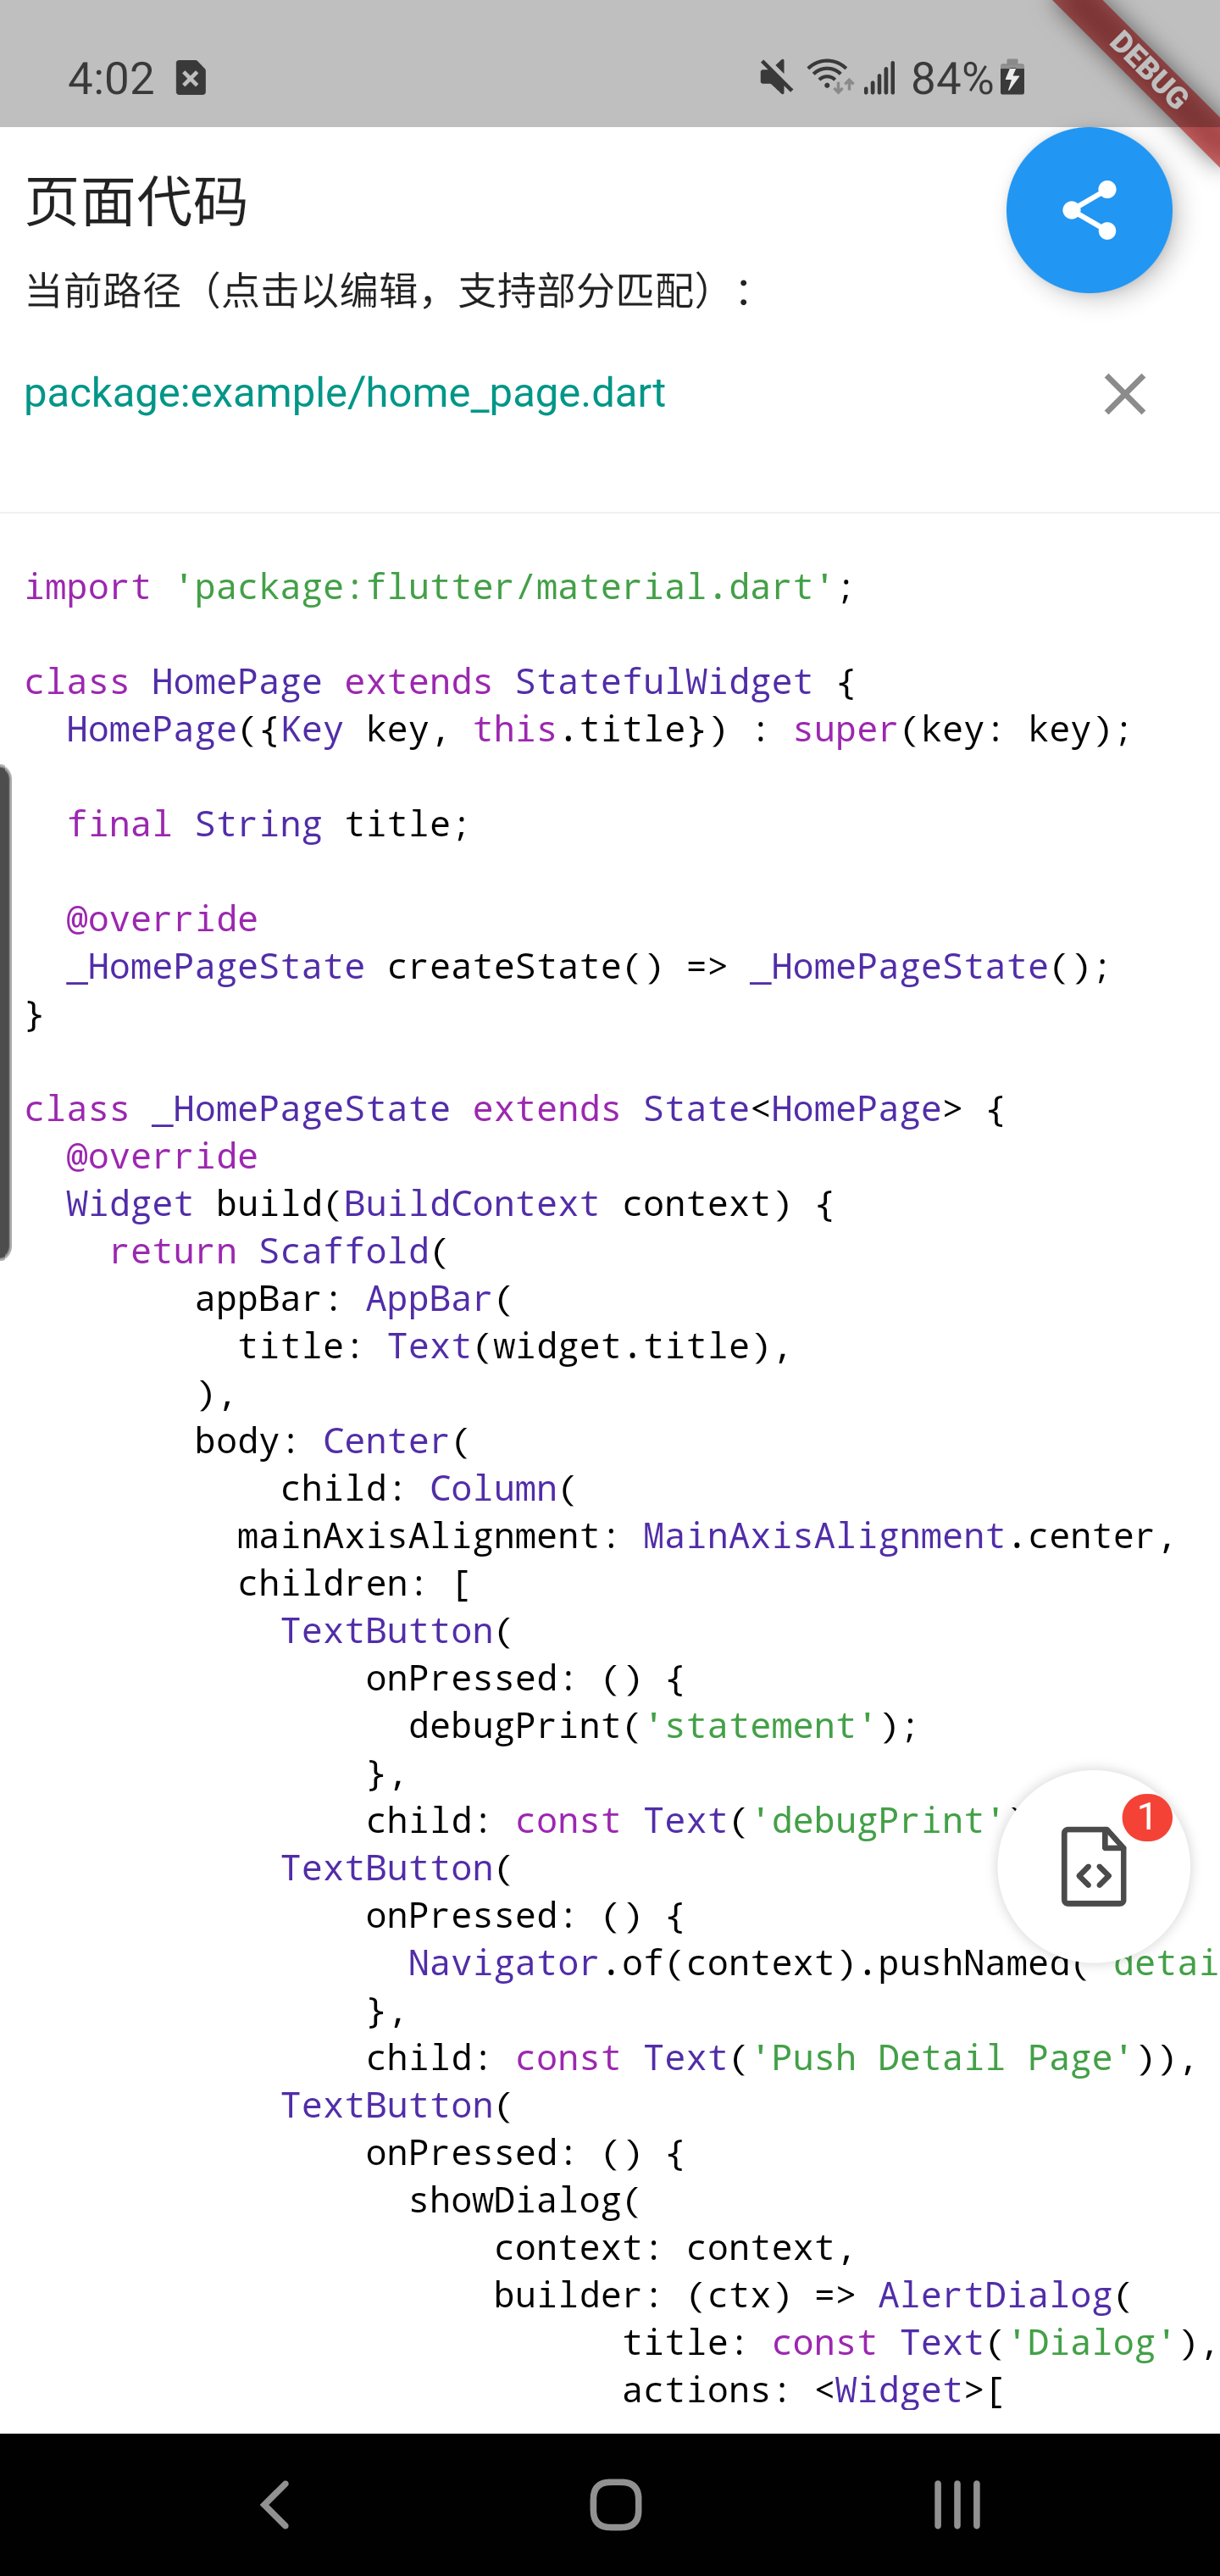 4:02 84%
DEBUG
页面代码
当前路径（点击以编辑，支持部分匹配）：
package:example/home_page.dart
import 'package:flutter/material.dart';
class HomePage extends StatefulWidget {
  HomePage({Key key, this.title}) : super(key: key);
  final String title;
  @override
  _HomePageState createState() => _HomePageState();
}
class _HomePageState extends State<HomePage> {
  @override
  Widget build(BuildContext context) {
    return Scaffold(
        appBar: AppBar(
          title: Text(widget.title),
        ),
        body: Center(
            child: Column(
          mainAxisAlignment: MainAxisAlignment.center,
          children: [
            TextButton(
                onPressed: () {
                  debugPrint('statement');
                },
                child: const Text('debugPrint')
1
            TextButton(
                onPressed: () {
                  Navigator.of(context).pushNamed(
                },
                child: const Text('Push Detail Page')),
            TextButton(
                onPressed: () {
                  showDialog(
                      context: context,
                      builder: (ctx) => AlertDialog(
                            title: const Text('Dialog'),
                            actions: <Widget>[